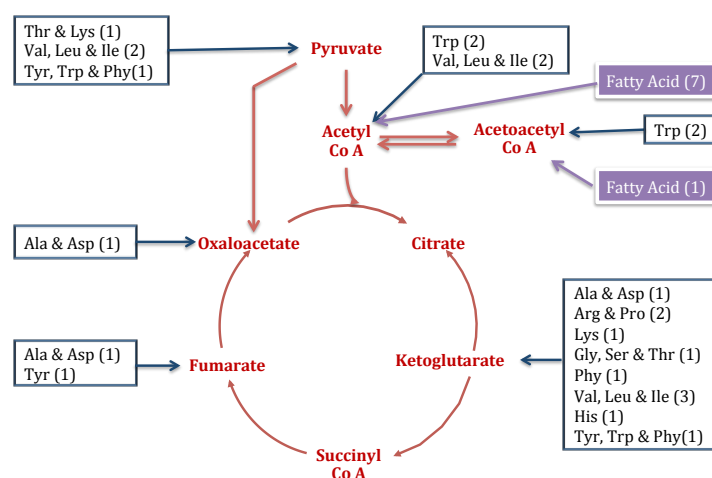 Thr & Lys (1)
Val, Leu & Ile (2)
Tyr, Trp & Phy(1)
Pyruvate
Trp (2)
Val, Leu & Ile (2)
Fatty Acid (7)
Acetyl
Co A
Acetoacetyl
Co A
Trp (2)
Fatty Acid (1)
Ala & Asp (1)
Oxaloacetate
Citrate
Ala & Asp (1)
Tyr (1)
Fumarate
Ketoglutarate
Ala & Asp (1)
Arg & Pro (2)
Lys (1)
Gly, Ser & Thr (1)
Phy (1)
Val, Leu & Ile (3)
His (1)
Tyr, Trp & Phy(1)
Succinyl
Co A